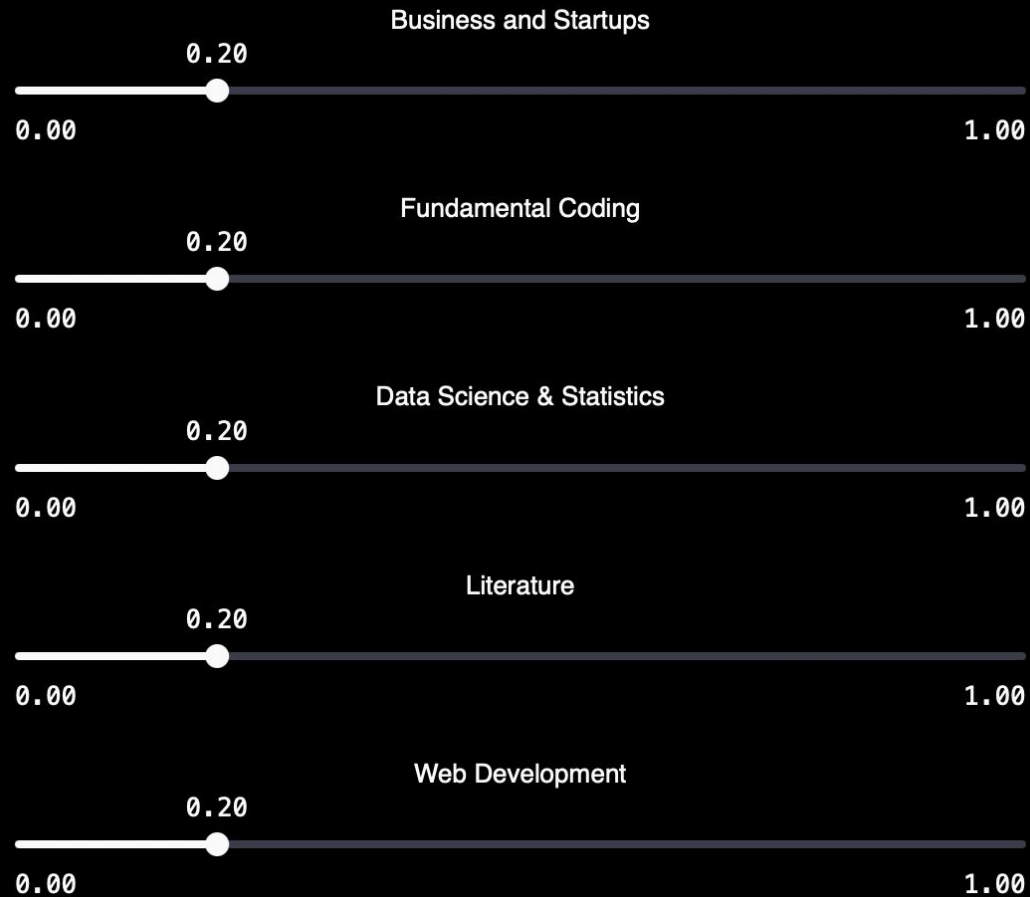 Business and Startups
0.20
0.00 1.00
Fundamental Coding
0.20
0.00 1.00
Data Science & Statistics
0.20
0.00 1.00
Literature
0.20
0.00 1.00
Web Development
0.20
0.00 1.00